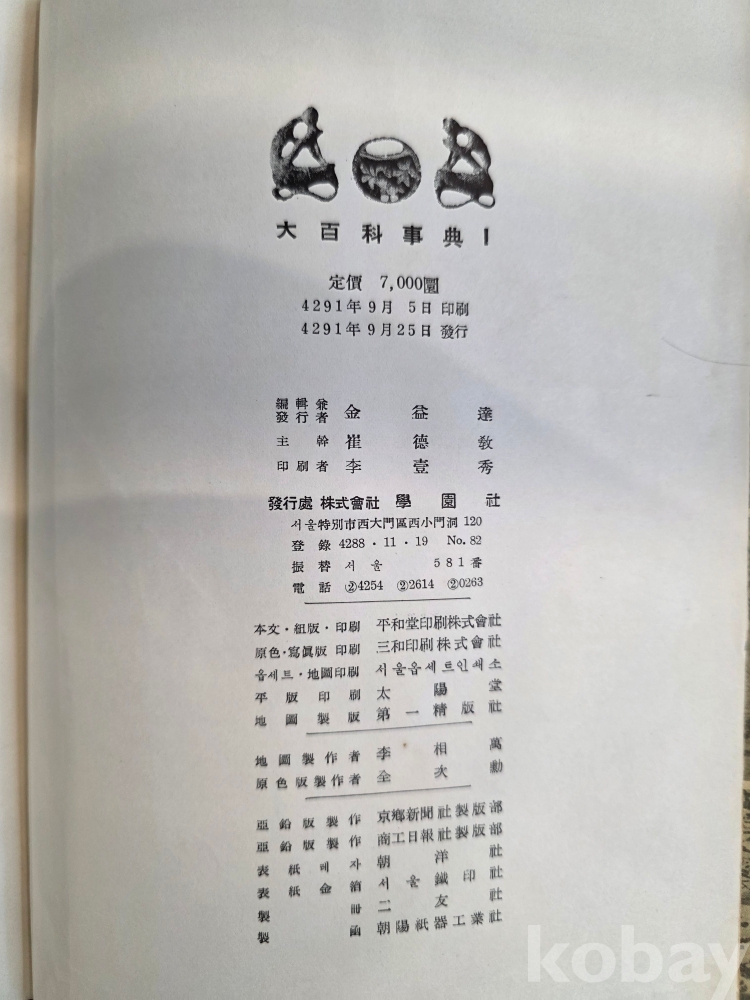 大百科事典 I
定價 7,000圜
4291年9月 5日 印刷
4291年9月25日 發行
編輯兼
發行者 金益達
主幹 崔德敎
印刷者 李壹秀
發行處 株式會社 學園社
서울特別市西大門區西小門洞 120
登錄 4288·11·19 No. 82
振替 서울 581番
電話 ②4254 ②2614 ②0263
本文·組版·印刷 平和堂印刷株式會社
原色·寫眞版 印刷 三和印刷株式會社
옵세트·地圖印刷 서울옵세트인쇄소
平版印刷 太陽堂
地圖製版 第一精版社
地圖製作者 李相萬
原色版製作者 全次勳
亞鉛版製作 京鄕新聞社製版部
亞鉛版製作 商工日報社製版部
表紙레자 朝洋社
表紙金箔 서울鐵印社
製冊 二友社
製函 朝陽紙器工業社
kobay